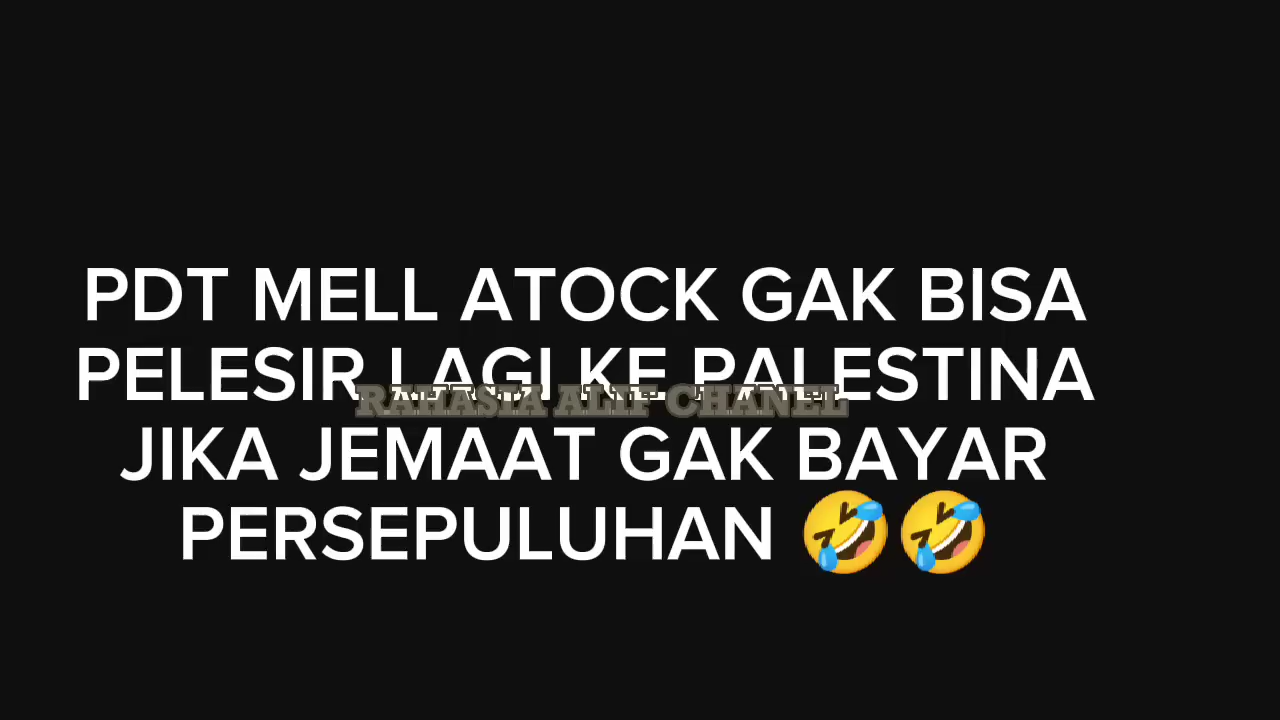 PDT MELL ATOCK GAK BISA
PELESIR LAGI KE PALESTINA
RAHASIA ALIF CHANEL
JIKA JEMAAT GAK BAYAR
PERSEPULUHAN 🤣🤣